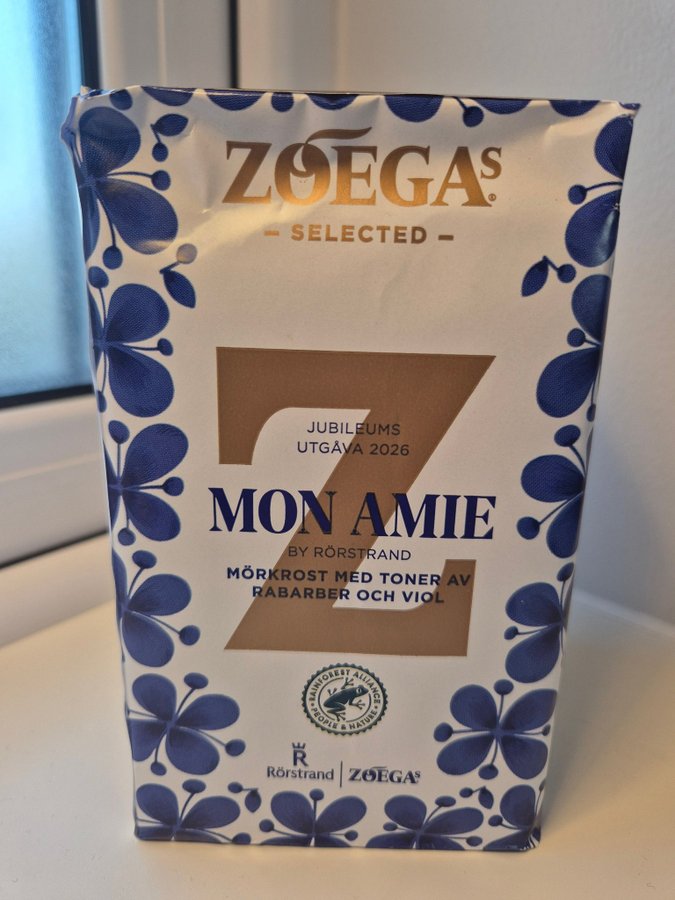 ZOÉGAS®
– SELECTED –
JUBILEUMS
UTGÅVA 2026
MON AMIE
BY RÖRSTRAND
MÖRKROST MED TONER AV
RABARBER OCH VIOL
RAINFOREST ALLIANCE
PEOPLE & NATURE
Rörstrand | ZOÉGAS